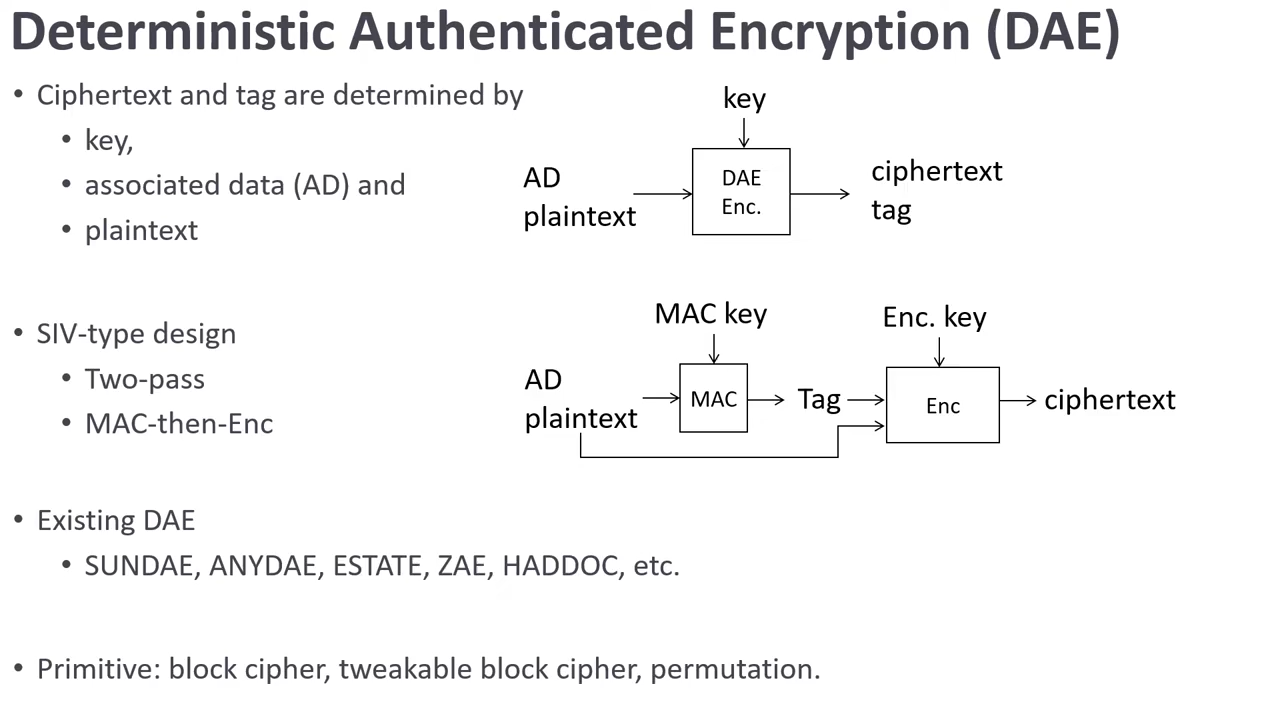 Deterministic Authenticated Encryption (DAE)
• Ciphertext and tag are determined by
• key,
• associated data (AD) and
• plaintext
key
AD
plaintext
DAE
Enc.
ciphertext
tag
• SIV-type design
• Two-pass
• MAC-then-Enc
MAC key
Enc. key
AD
plaintext
MAC
Tag
Enc
ciphertext
• Existing DAE
• SUNDAE, ANYDAE, ESTATE, ZAE, HADDOC, etc.
• Primitive: block cipher, tweakable block cipher, permutation.